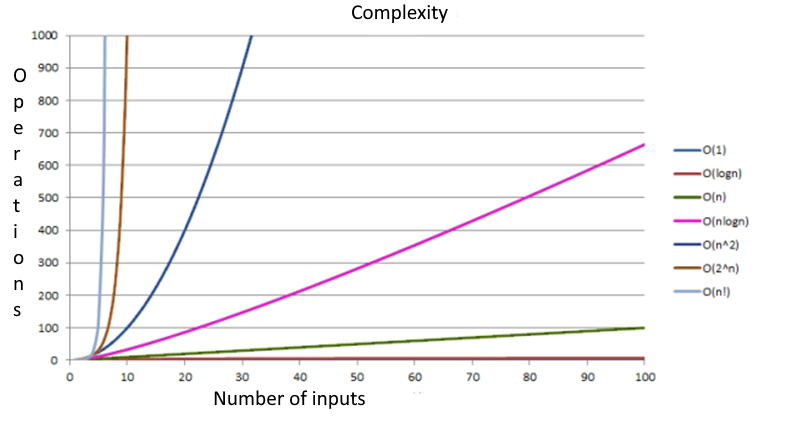 Complexity
Operations
1000
900
800
700
600
500
400
300
200
100
0
0 10 20 30 40 50 60 70 80 90 100
Number of inputs
O(1)
O(logn)
O(n)
O(nlogn)
O(n^2)
O(2^n)
O(n!)